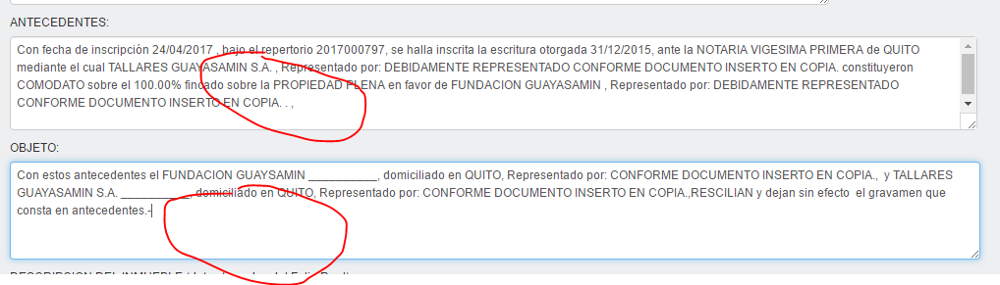 ANTECEDENTES:
Con fecha de inscripción 24/04/2017 , bajo el repertorio 2017000797, se halla inscrita la escritura otorgada 31/12/2015, ante la NOTARIA VIGESIMA PRIMERA de QUITO
mediante el cual TALLARES GUAYASAMIN S.A. , Representado por: DEBIDAMENTE REPRESENTADO CONFORME DOCUMENTO INSERTO EN COPIA. constituyeron
COMODATO sobre el 100.00% fincado sobre la PROPIEDAD PLENA en favor de FUNDACION GUAYASAMIN , Representado por: DEBIDAMENTE REPRESENTADO
CONFORME DOCUMENTO INSERTO EN COPIA. . ,
OBJETO:
Con estos antecedentes el FUNDACION GUAYSAMIN __________, domiciliado en QUITO, Representado por: CONFORME DOCUMENTO INSERTO EN COPIA., y TALLARES
GUAYASAMIN S.A. __________, domiciliado en QUITO, Representado por: CONFORME DOCUMENTO INSERTO EN COPIA.,RESCILIAN y dejan sin efecto el gravamen que
consta en antecedentes.-